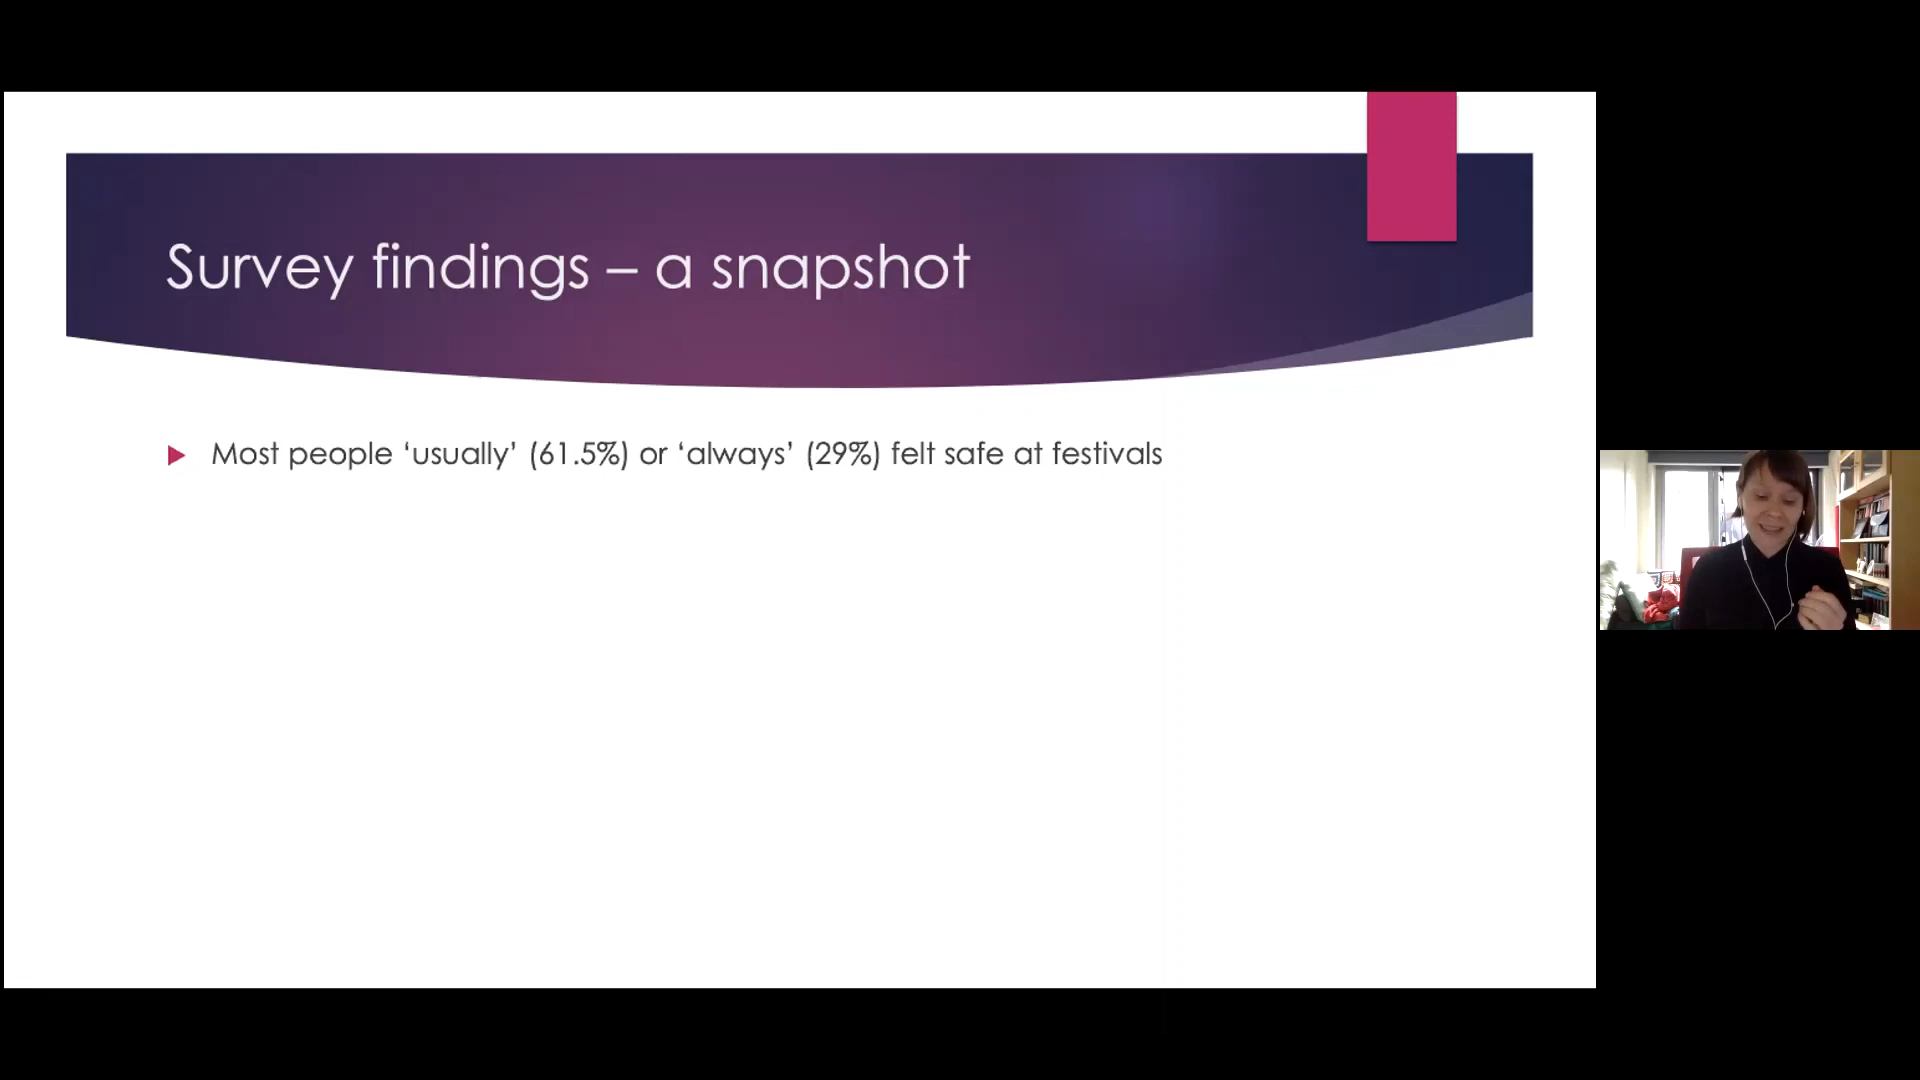 Survey findings – a snapshot
Most people ‘usually’ (61.5%) or ‘always’ (29%) felt safe at festivals